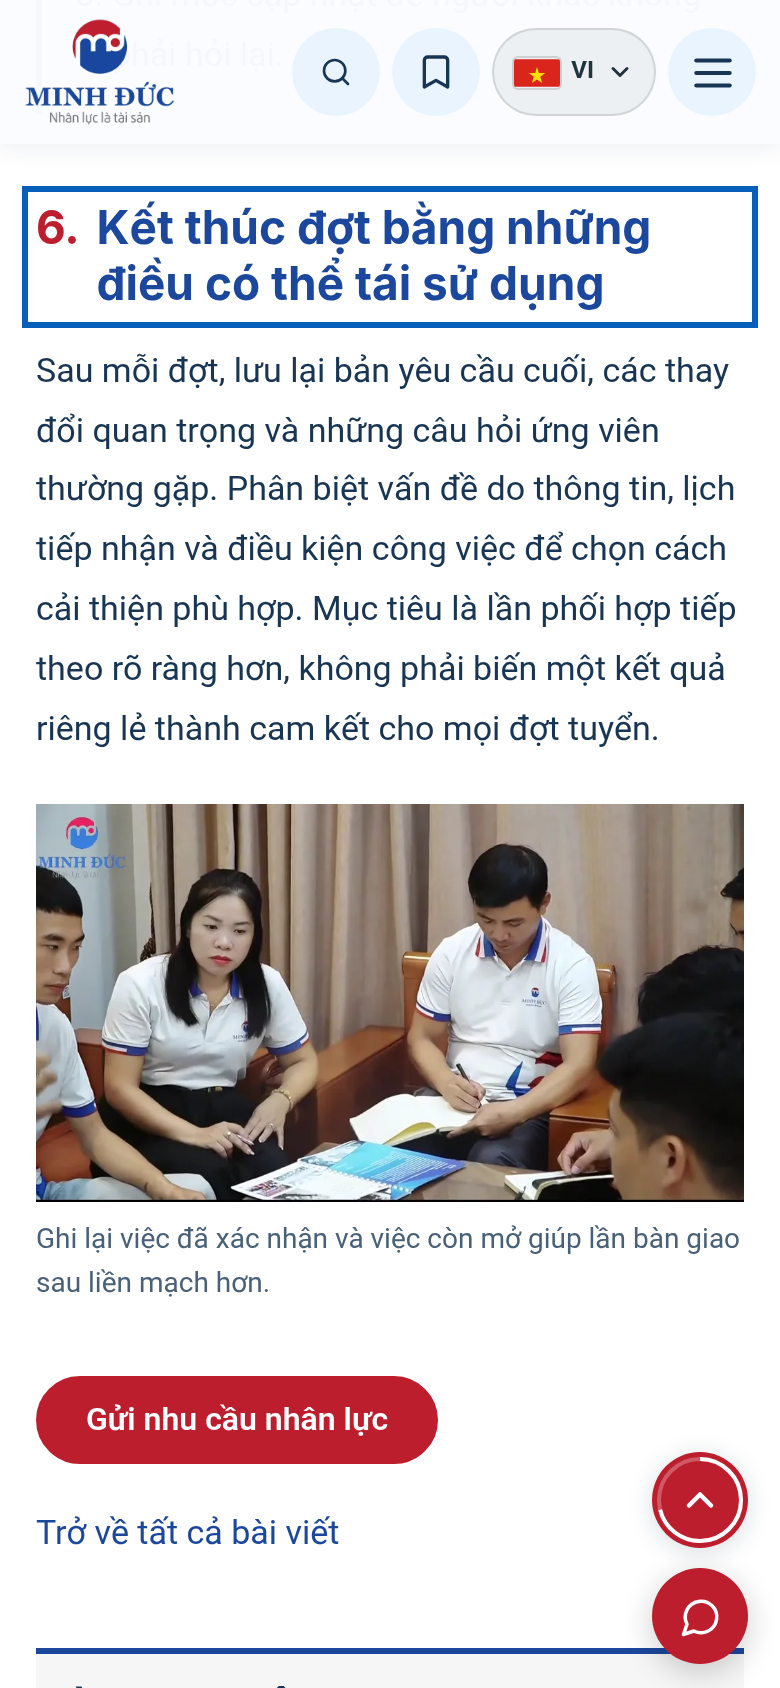 phải hỏi lại.
MINH ĐỨC
Nhân lực là tài sản
VI
6. Kết thúc đợt bằng những
điều có thể tái sử dụng
Sau mỗi đợt, lưu lại bản yêu cầu cuối, các thay
đổi quan trọng và những câu hỏi ứng viên
thường gặp. Phân biệt vấn đề do thông tin, lịch
tiếp nhận và điều kiện công việc để chọn cách
cải thiện phù hợp. Mục tiêu là lần phối hợp tiếp
theo rõ ràng hơn, không phải biến một kết quả
riêng lẻ thành cam kết cho mọi đợt tuyển.
MINH ĐỨC
MINH ĐỨC
Ghi lại việc đã xác nhận và việc còn mở giúp lần bàn giao
sau liền mạch hơn.
Gửi nhu cầu nhân lực
Trở về tất cả bài viết